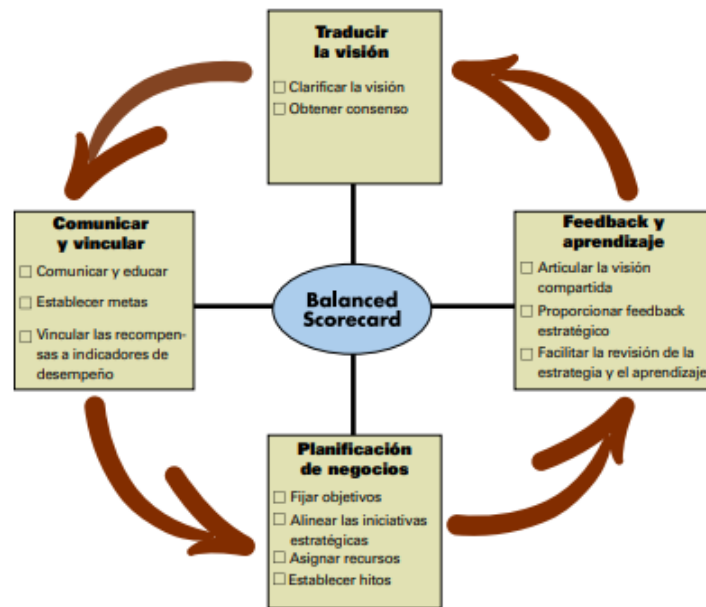 Traducir
la visión
☐ Clarificar la visión
☐ Obtener consenso
Comunicar
y vincular
☐ Comunicar y educar
☐ Establecer metas
☐ Vincular las recompen-
sas a indicadores de
desempeño
Balanced
Scorecard
Feedback y
aprendizaje
☐ Articular la visión
compartida
☐ Proporcionar feedback
estratégico
☐ Facilitar la revisión de la
estrategia y el aprendizaje
Planificación
de negocios
☐ Fijar objetivos
☐ Alinear las iniciativas
estratégicas
☐ Asignar recursos
☐ Establecer hitos